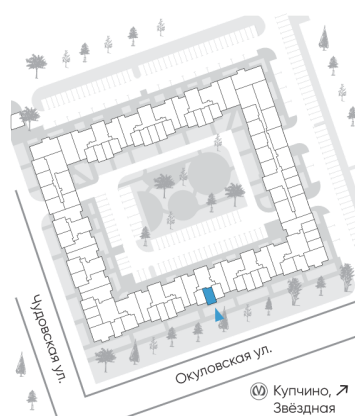 Чудовская ул.
Окуловская ул.
Купчино,
Звёздная